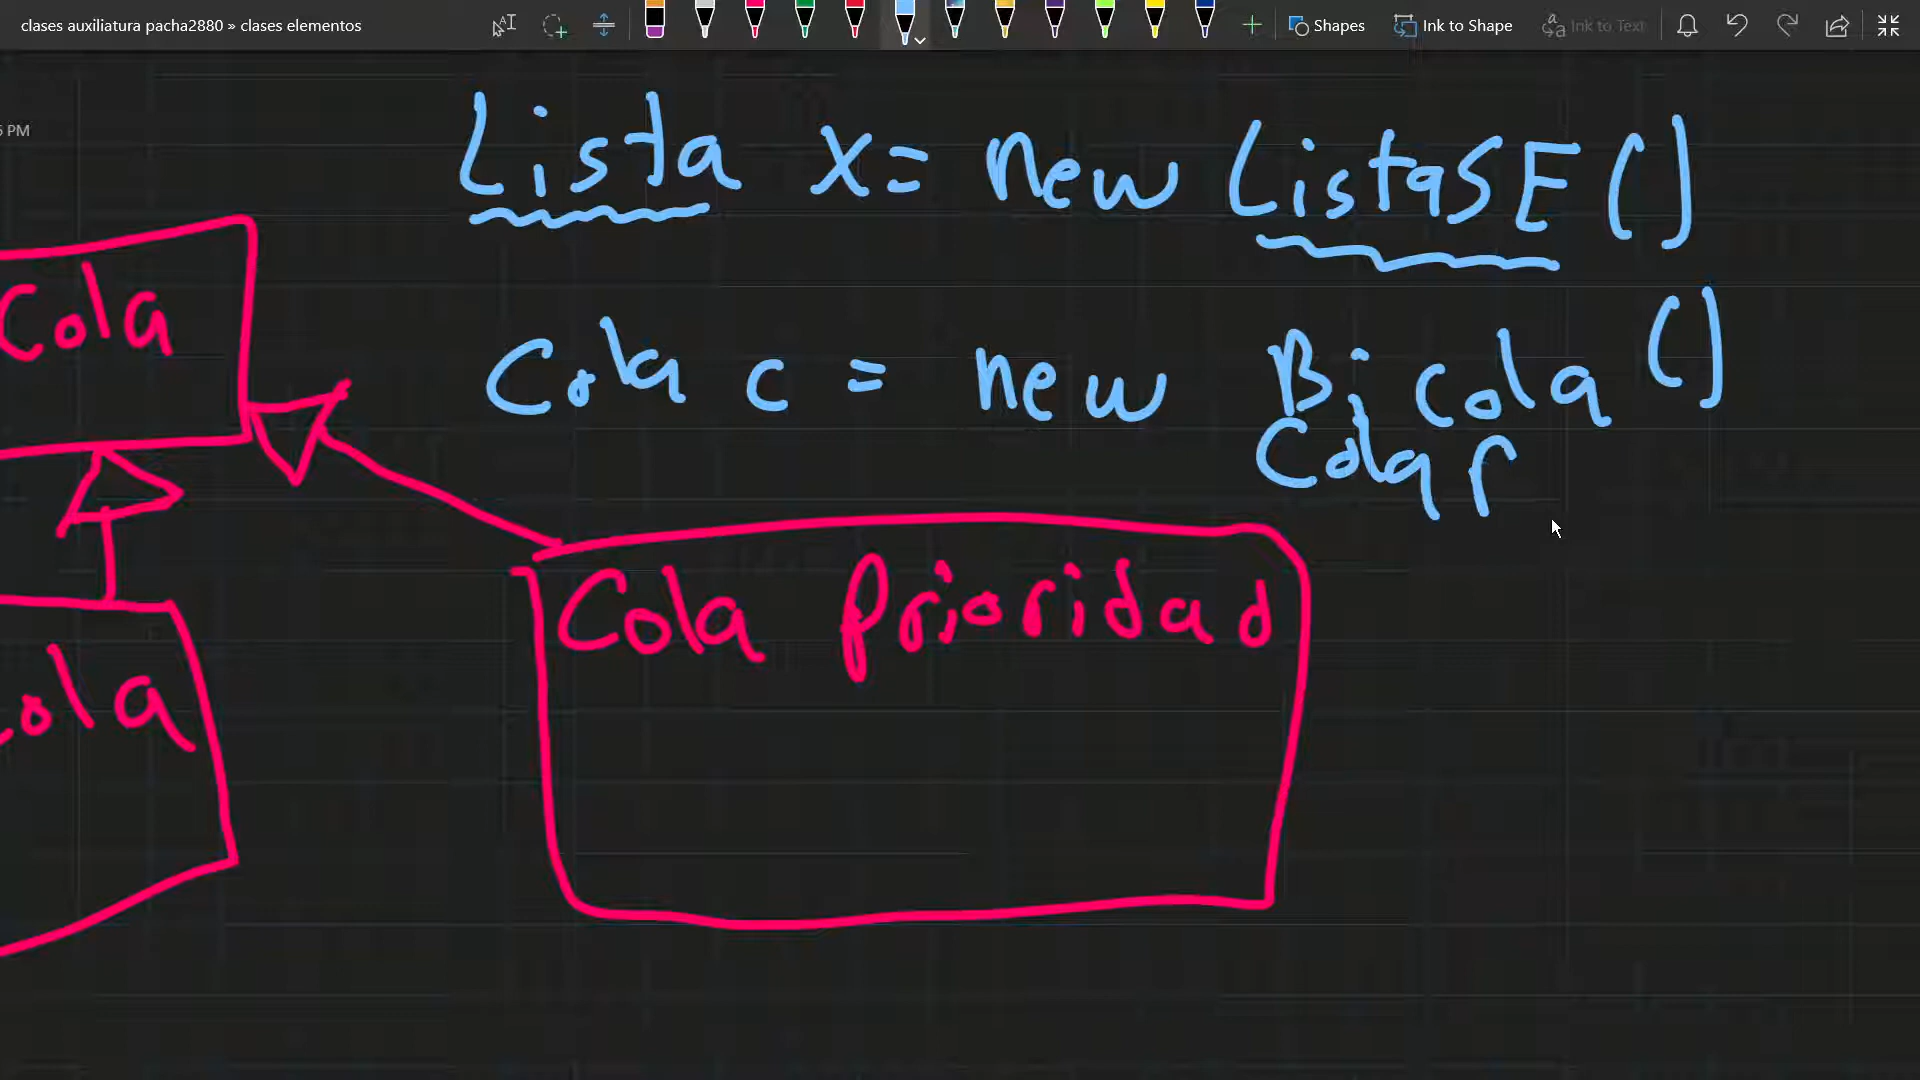 clases auxiliatura pacha2880 » clases elementos
Shapes
Ink to Shape
Ink to Text
PM
Lista x = new ListaSE()
Cola
Cola c = new Bicola()
Cola P
Cola Prioridad
ola